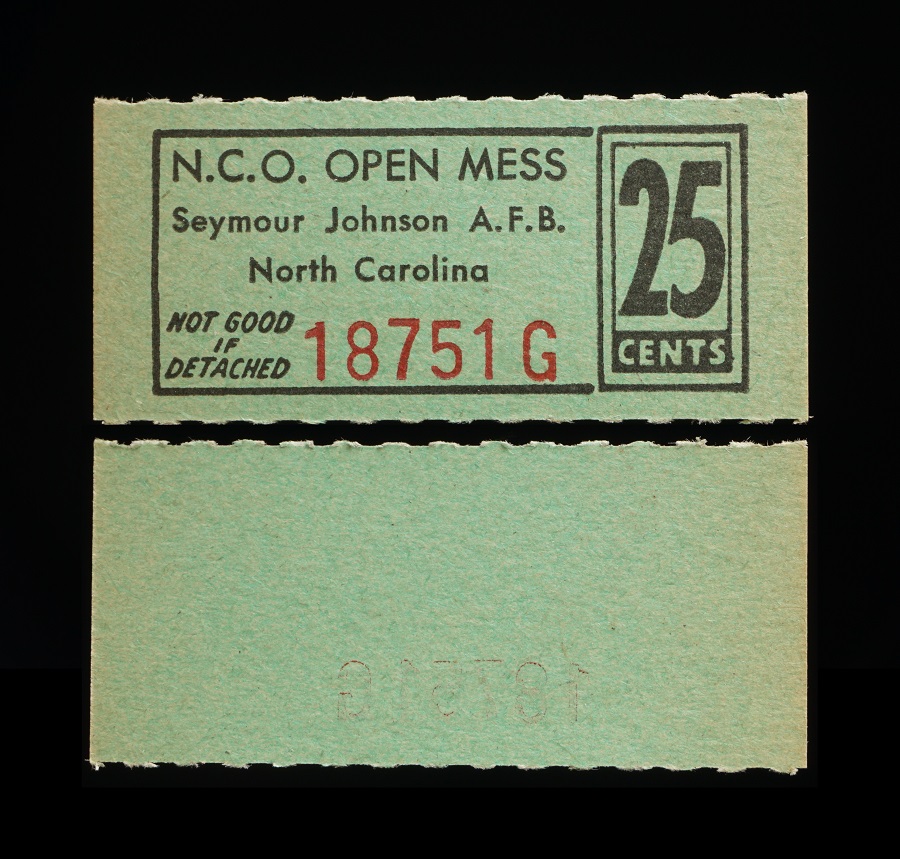 N.C.O. OPEN MESS
Seymour Johnson A.F.B.
North Carolina
NOT GOOD
IF
DETACHED
18751 G
25
CENTS